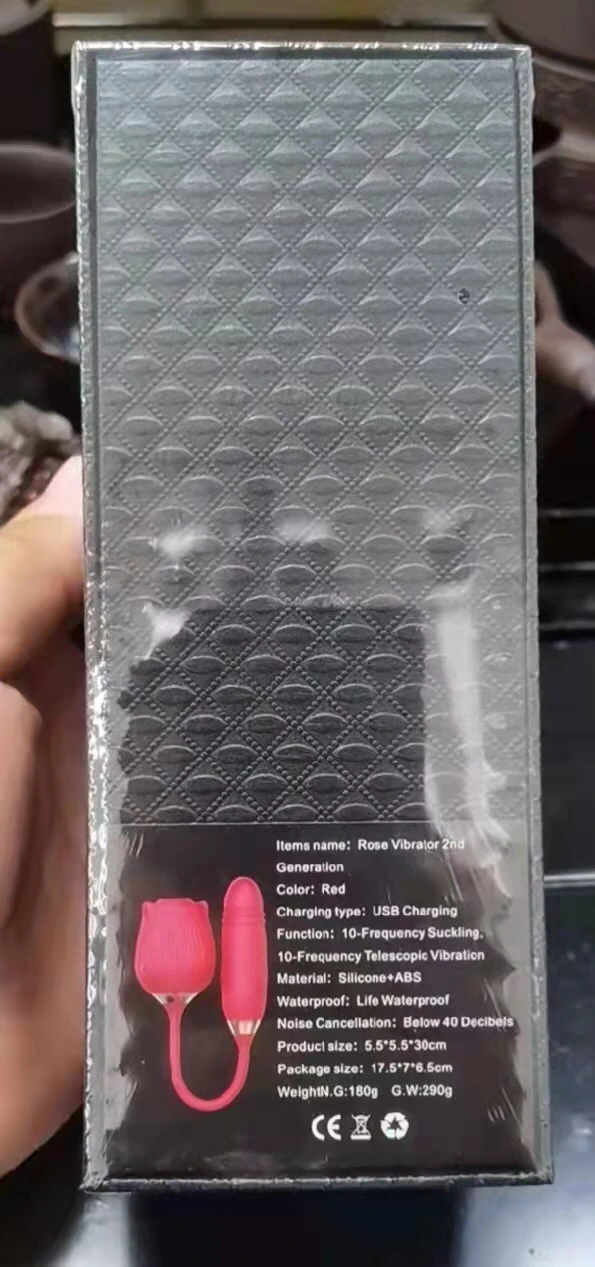 Items name: Rose Vibrator 2nd
Generation
Color: Red
Charging type: USB Charging
Function: 10-Frequency Suckling,
10-Frequency Telescopic Vibration
Material: Silicone+ABS
Waterproof: Life Waterproof
Noise Cancellation: Below 40 Decibels
Product size: 5.5*5.5*30cm
Package size: 17.5*7*6.5cm
WeightN.G:180g G.W:290g
CE